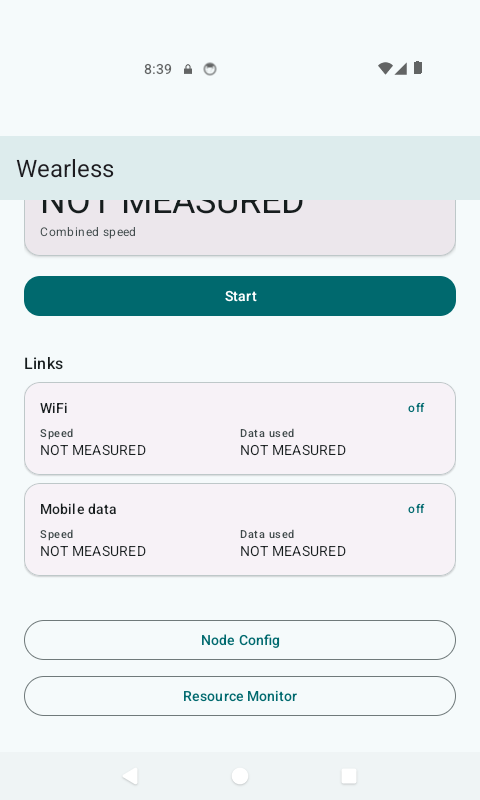 8:39
Wearless
NOT MEASURED
Combined speed
Start
Links
WiFi off
Speed Data used
NOT MEASURED NOT MEASURED
Mobile data off
Speed Data used
NOT MEASURED NOT MEASURED
Node Config
Resource Monitor